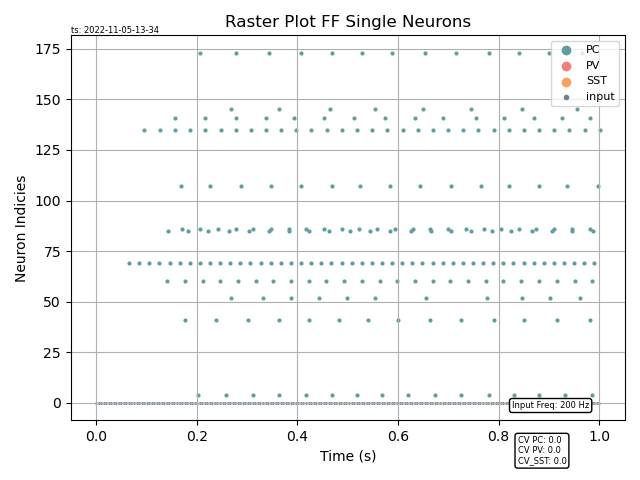 Raster Plot FF Single Neurons
ts: 2022-11-05-13-34
175
150
125
100
75
50
25
0
Neuron Indicies
PC
PV
SST
input
Input Freq: 200 Hz
0.0
0.2
0.4
0.6
0.8
1.0
Time (s)
CV PC: 0.0
CV PV: 0.0
CV_SST: 0.0